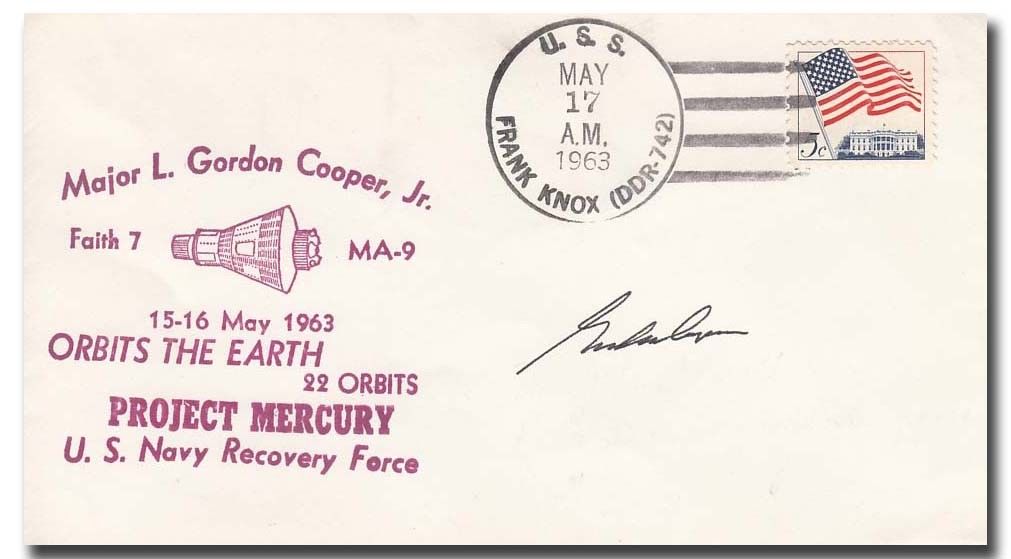 Major L. Gordon Cooper, Jr.
Faith 7 MA-9
15-16 May 1963
ORBITS THE EARTH
22 ORBITS
PROJECT MERCURY
U. S. Navy Recovery Force
U. S. S.
MAY
17
A.M.
1963
FRANK KNOX (DDR-742)
5c